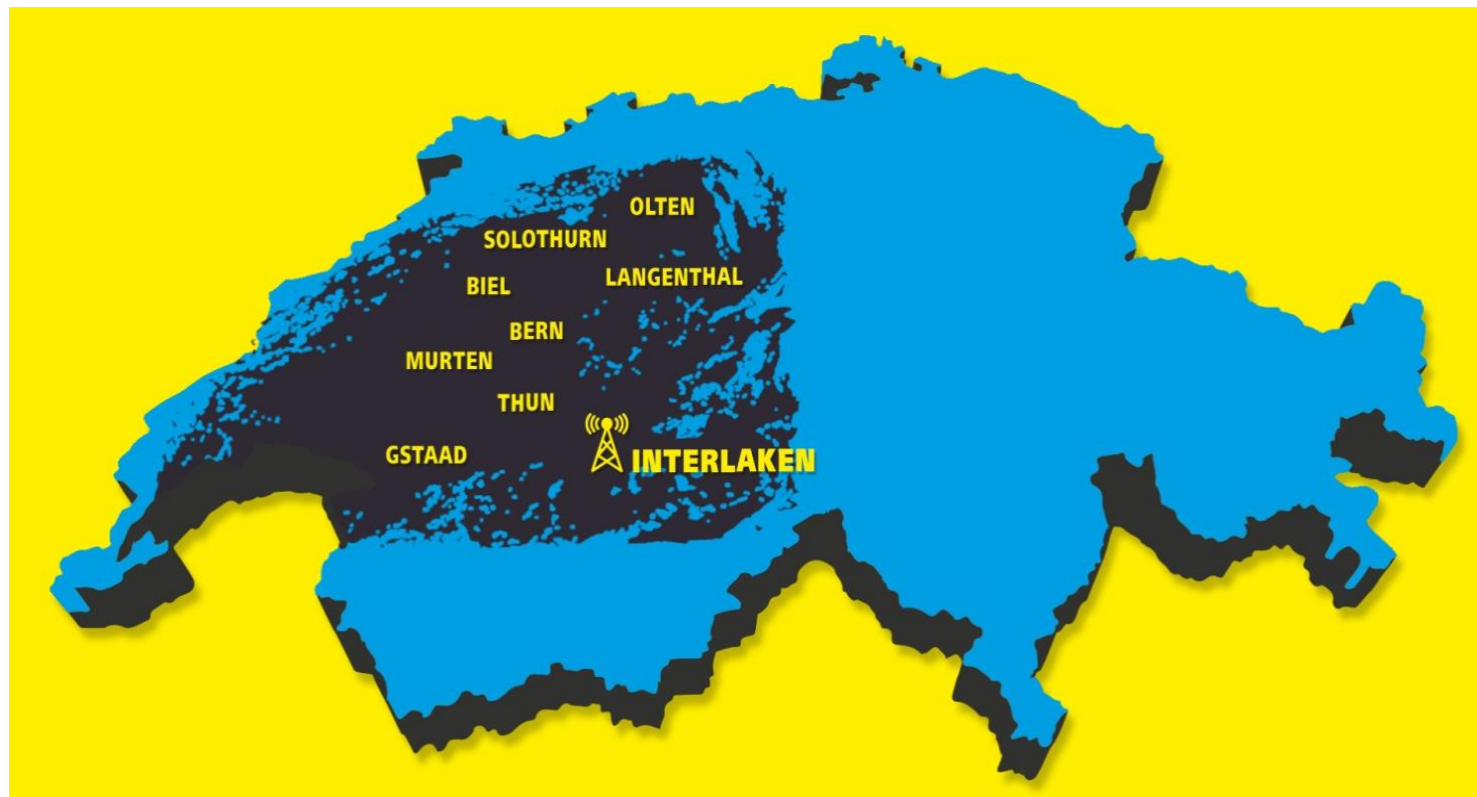 OLTEN
SOLOTHURN
LANGENTHAL
BIEL
BERN
MURTEN
THUN
GSTAAD
INTERLAKEN